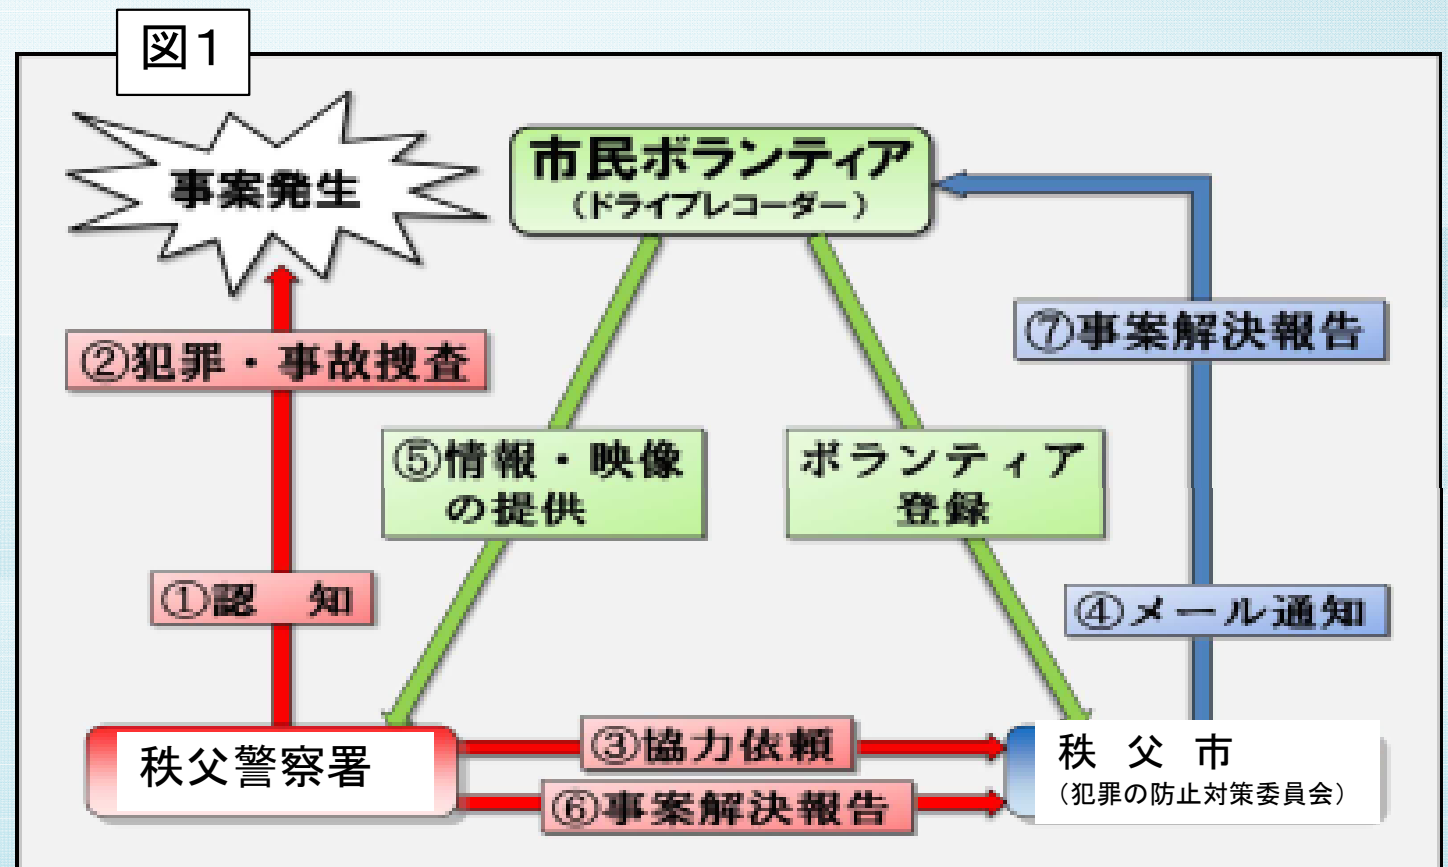 図1
事案発生
市民ボランティア
(ドライブレコーダー)
②犯罪・事故捜査
⑦事案解決報告
⑤情報・映像
の提供
ボランティア
登録
①認 知
④メール通知
秩父警察署
③協力依頼
⑥事案解決報告
秩 父 市
(犯罪の防止対策委員会)